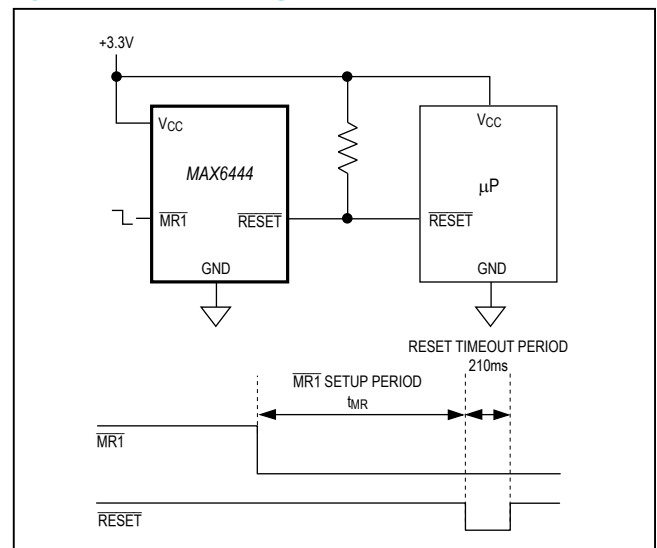 +3.3V
VCC
VCC
MAX6444
µP
MR1
RESET
RESET
GND
GND
RESET TIMEOUT PERIOD
210ms
MR1 SETUP PERIOD
tMR
MR1
RESET